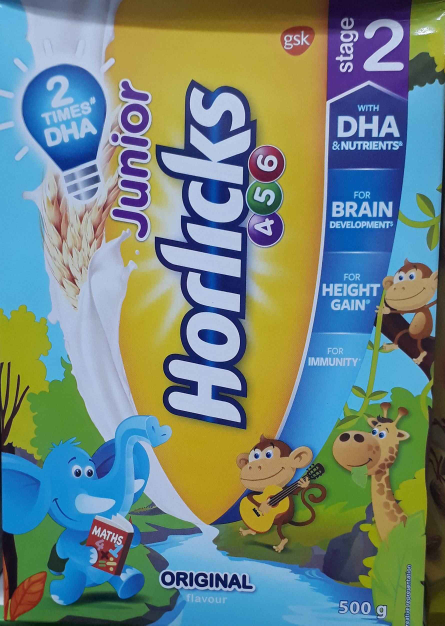 gsk
stage 2
2
TIMES#
DHA
Junior
Horlicks
4 5 6
WITH
DHA
& NUTRIENTS
FOR
BRAIN
DEVELOPMENT
FOR
HEIGHT
GAIN
FOR
IMMUNITY
MATHS
ORIGINAL
flavour
500 g